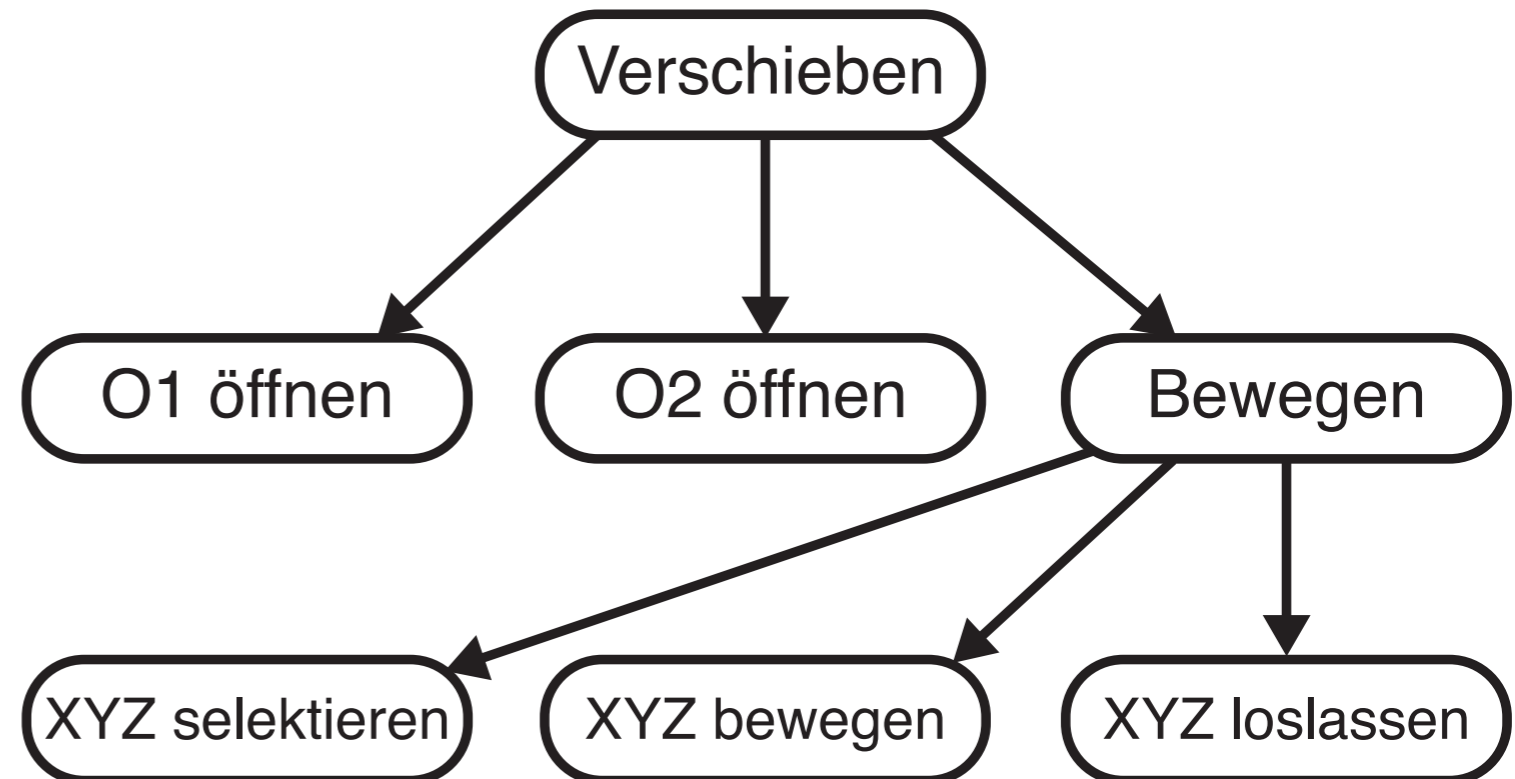 Verschieben
O1 öffnen
O2 öffnen
Bewegen
XYZ selektieren
XYZ bewegen
XYZ loslassen